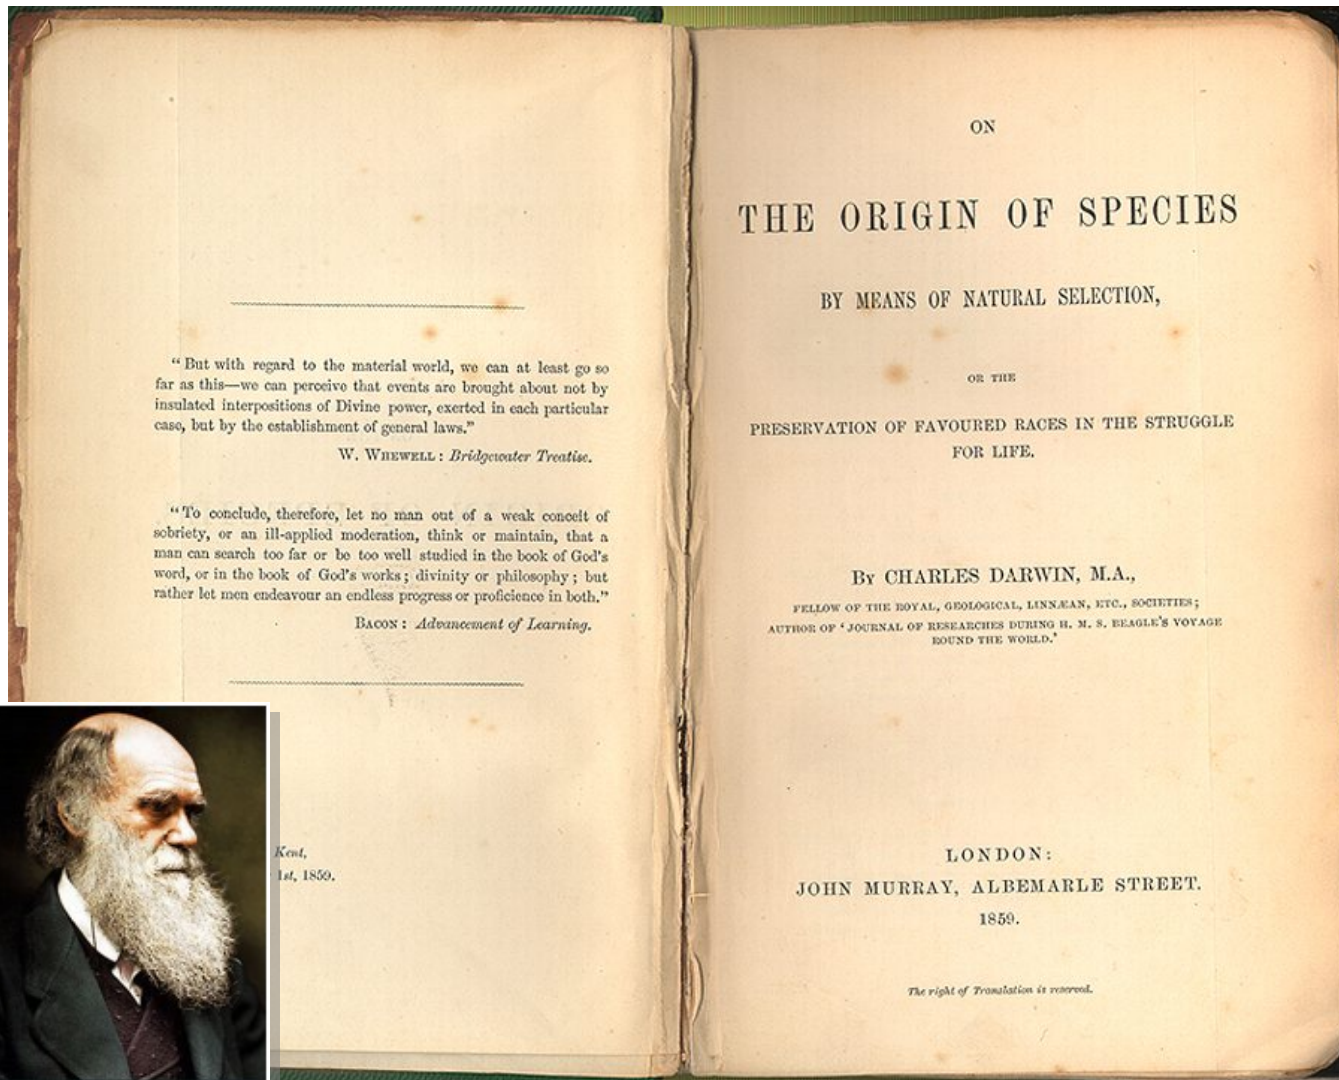 “But with regard to the material world, we can at least go so
far as this—we can perceive that events are brought about not by
insulated interpositions of Divine power, exerted in each particular
case, but by the establishment of general laws.”
W. WHEWELL: Bridgewater Treatise.
“To conclude, therefore, let no man out of a weak conceit of
sobriety, or an ill-applied moderation, think or maintain, that a
man can search too far or be too well studied in the book of God’s
word, or in the book of God’s works; divinity or philosophy; but
rather let men endeavour an endless progress or proficience in both.”
BACON: Advancement of Learning.
Kent,
1st, 1859.
ON
THE ORIGIN OF SPECIES
BY MEANS OF NATURAL SELECTION,
OR THE
PRESERVATION OF FAVOURED RACES IN THE STRUGGLE
FOR LIFE.
BY CHARLES DARWIN, M.A.,
FELLOW OF THE ROYAL, GEOLOGICAL, LINNÆAN, ETC., SOCIETIES;
AUTHOR OF ‘JOURNAL OF RESEARCHES DURING H. M. S. BEAGLE’S VOYAGE
ROUND THE WORLD.’
LONDON:
JOHN MURRAY, ALBEMARLE STREET.
1859.
The right of Translation is reserved.